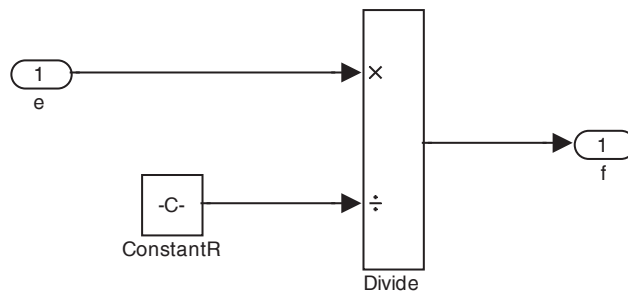 1
e
×
-C-
ConstantR
÷
Divide
1
f